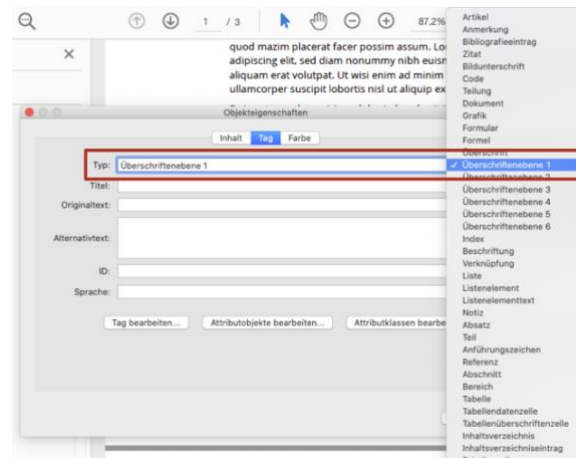 1 / 3 87,2%
quod mazim placerat facer possim assum. Lo
adipiscing elit, sed diam nonummy nibh euisn
aliquam erat volutpat. Ut wisi enim ad minim
ullamcorper suscipit lobortis nisl ut aliquip ex
Objekteigenschaften
Inhalt Tag Farbe
Typ: Überschriftenebene 1
Titel:
Originaltext:
Alternativtext:
ID:
Sprache:
Tag bearbeiten... Attributobjekte bearbeiten... Attributklassen bearbe
Artikel
Anmerkung
Bibliografieeintrag
Zitat
Bildunterschrift
Code
Teilung
Dokument
Grafik
Formular
Formel
Überschrift
✓ Überschriftenebene 1
Überschriftenebene 2
Überschriftenebene 3
Überschriftenebene 4
Überschriftenebene 5
Überschriftenebene 6
Index
Beschriftung
Verknüpfung
Liste
Listenelement
Listenelementtext
Notiz
Absatz
Teil
Anführungszeichen
Referenz
Abschnitt
Bereich
Tabelle
Tabellendatenzelle
Tabellenüberschriftenzelle
Inhaltsverzeichnis
Inhaltsverzeichniseintrag